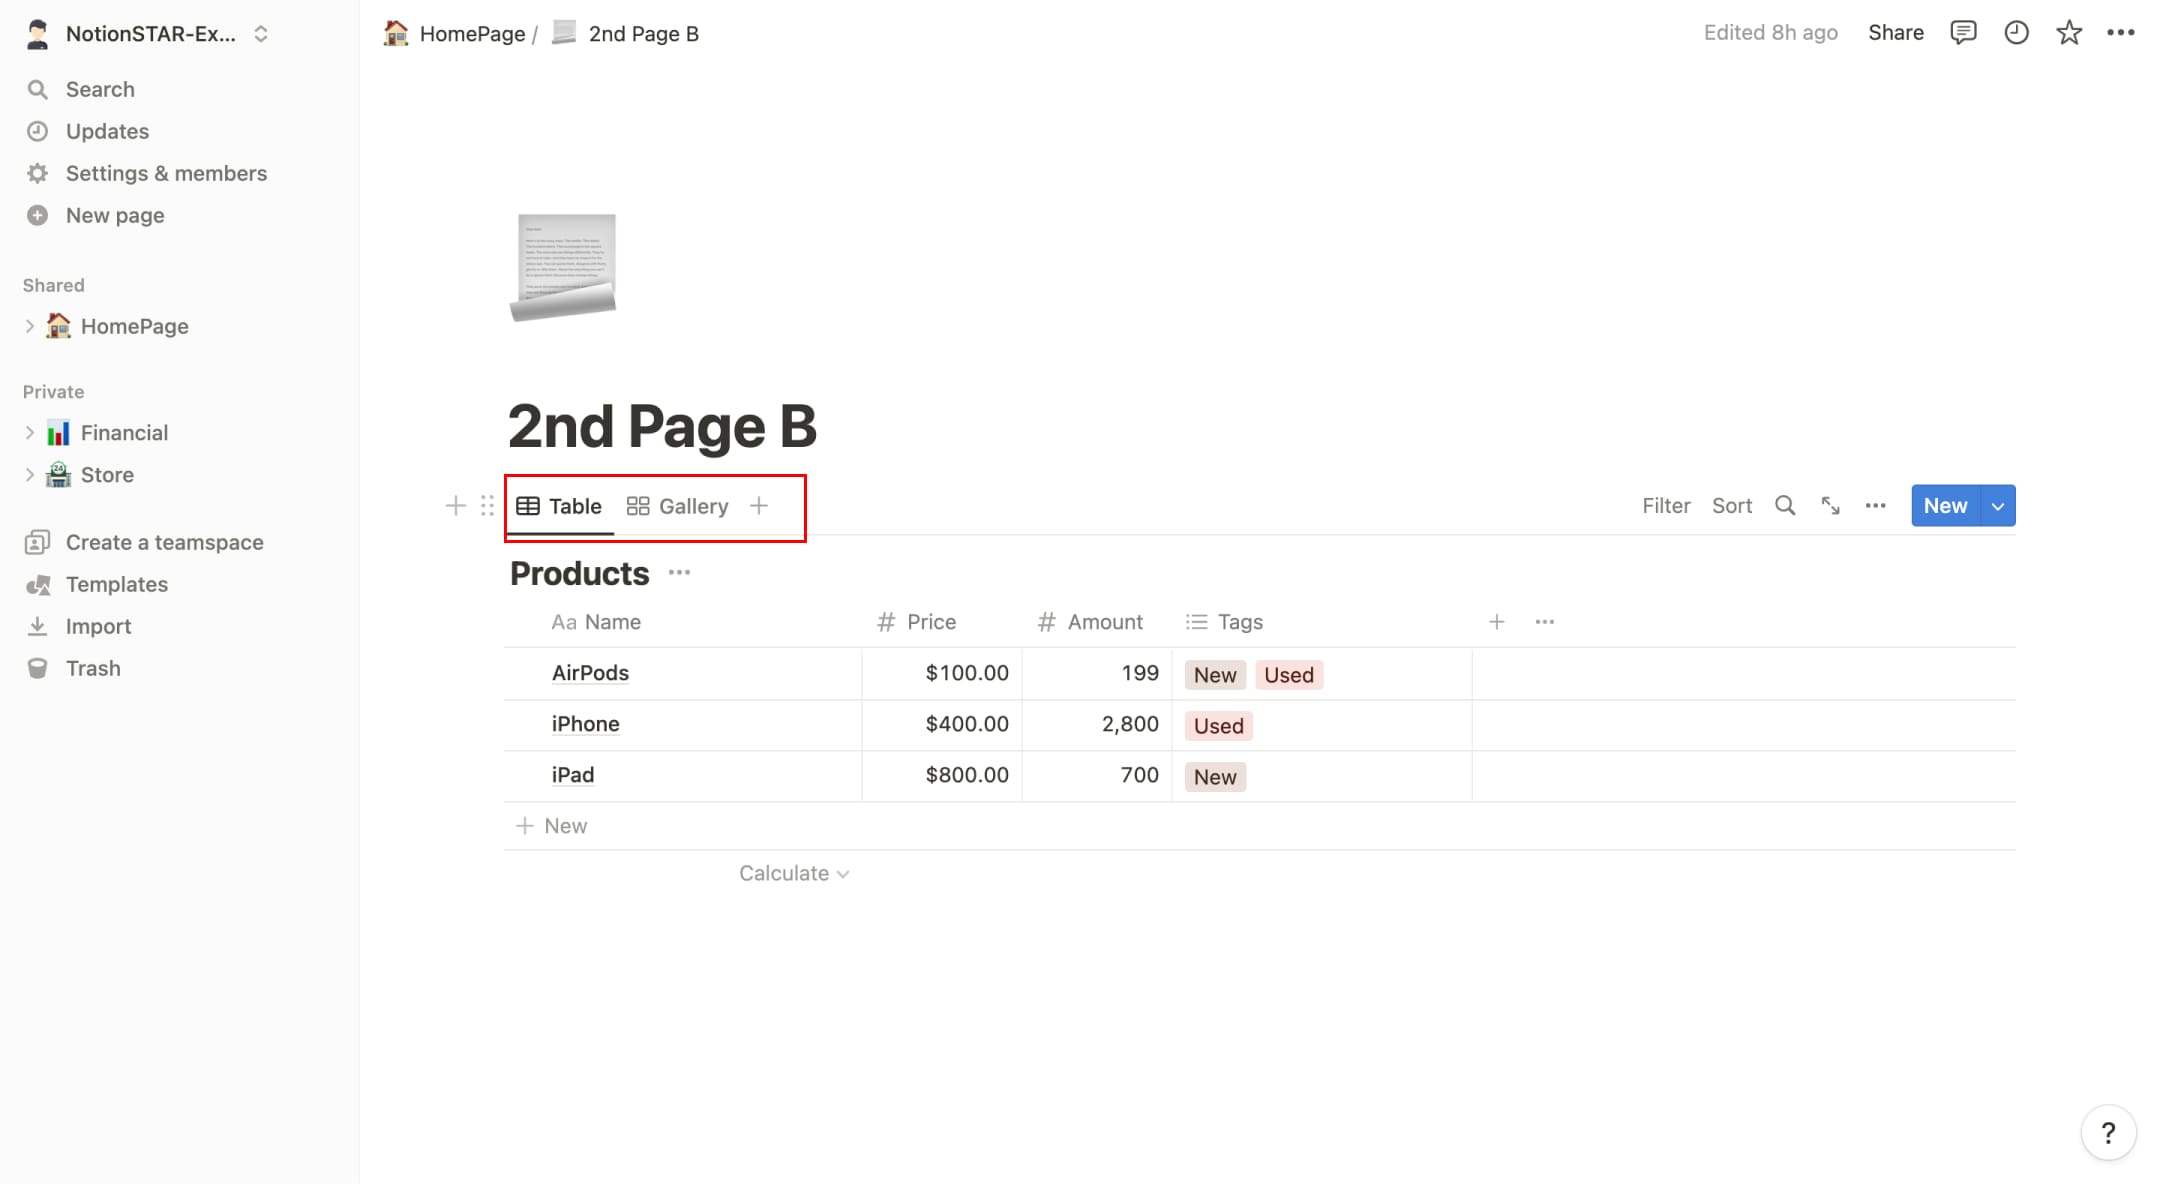 NotionSTAR-Ex...
Search
Updates
Settings & members
New page
Shared
HomePage
Private
Financial
24
Store
Create a teamspace
Templates
Import
Trash
HomePage / 2nd Page B
Edited 8h ago Share
2nd Page B
Table Gallery
Filter Sort New
Products
Aa Name # Price # Amount Tags
AirPods $100.00 199 New Used
iPhone $400.00 2,800 Used
iPad $800.00 700 New
+ New
Calculate
?